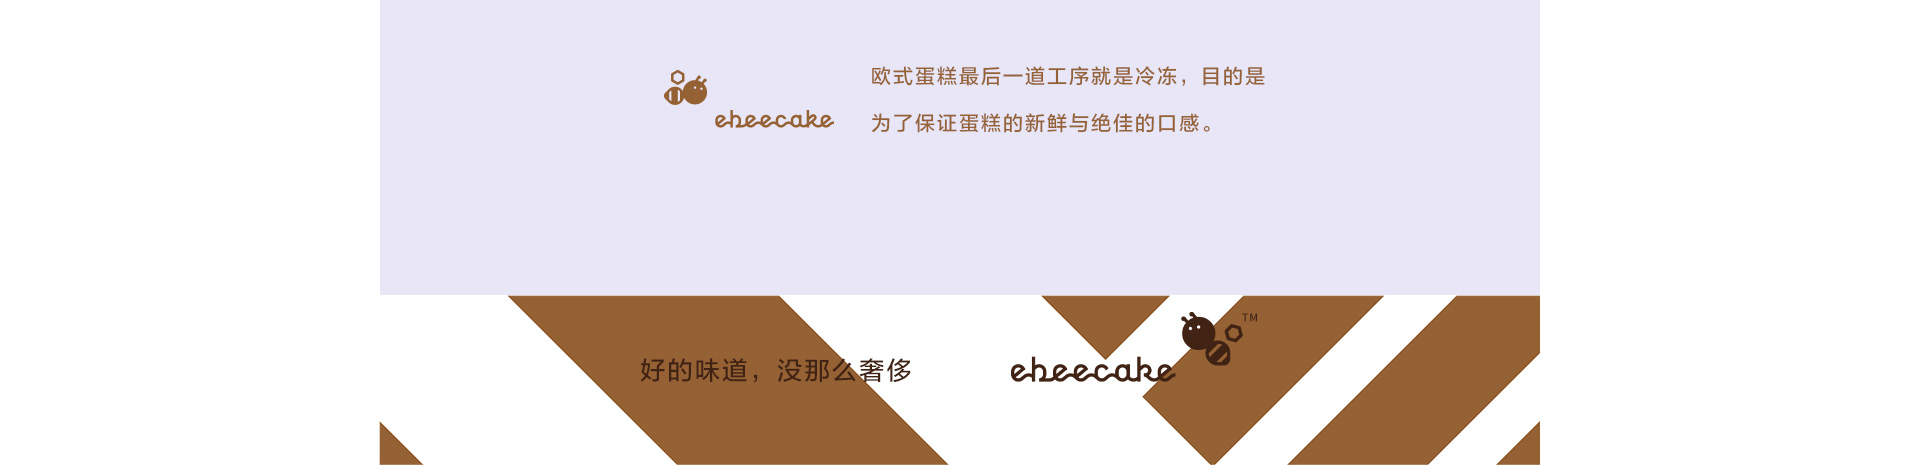 欧式蛋糕最后一道工序就是冷冻，目的是
ebeecake
为了保证蛋糕的新鲜与绝佳的口感。
TM
好的味道，没那么奢侈
ebeecake